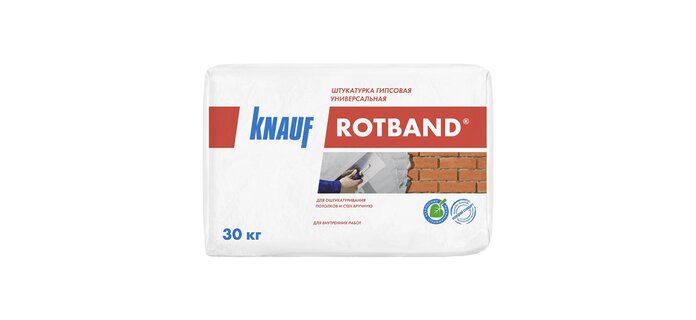 ШТУКАТУРКА ГИПСОВАЯ
УНИВЕРСАЛЬНАЯ
KNAUF
ROTBAND®
ДЛЯ ОШТУКАТУРИВАНИЯ
ПОТОЛКОВ И СТЕН ВРУЧНУЮ
ДЛЯ ВНУТРЕННИХ РАБОТ
30 кг